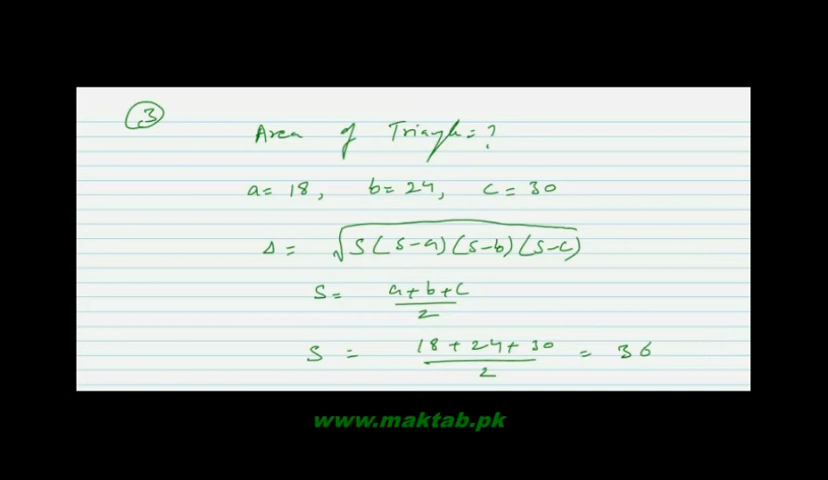 3
Area of Triangle = ?
a = 18, b = 24, c = 30
Δ = √S(S-a)(S-b)(S-c)
S = a+b+c / 2
S = 18+24+30 / 2 = 36
www.maktab.pk